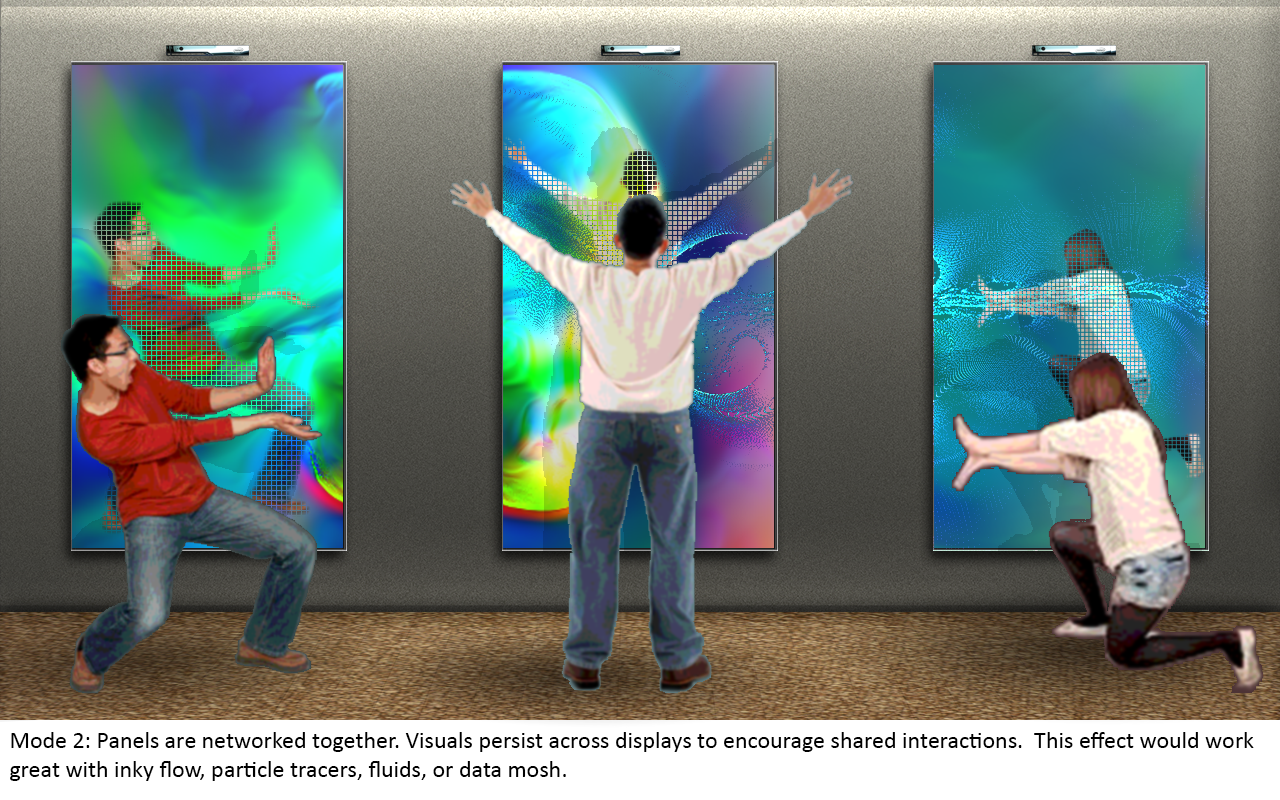 Mode 2: Panels are networked together. Visuals persist across displays to encourage shared interactions.  This effect would work
great with inky flow, particle tracers, fluids, or data mosh.